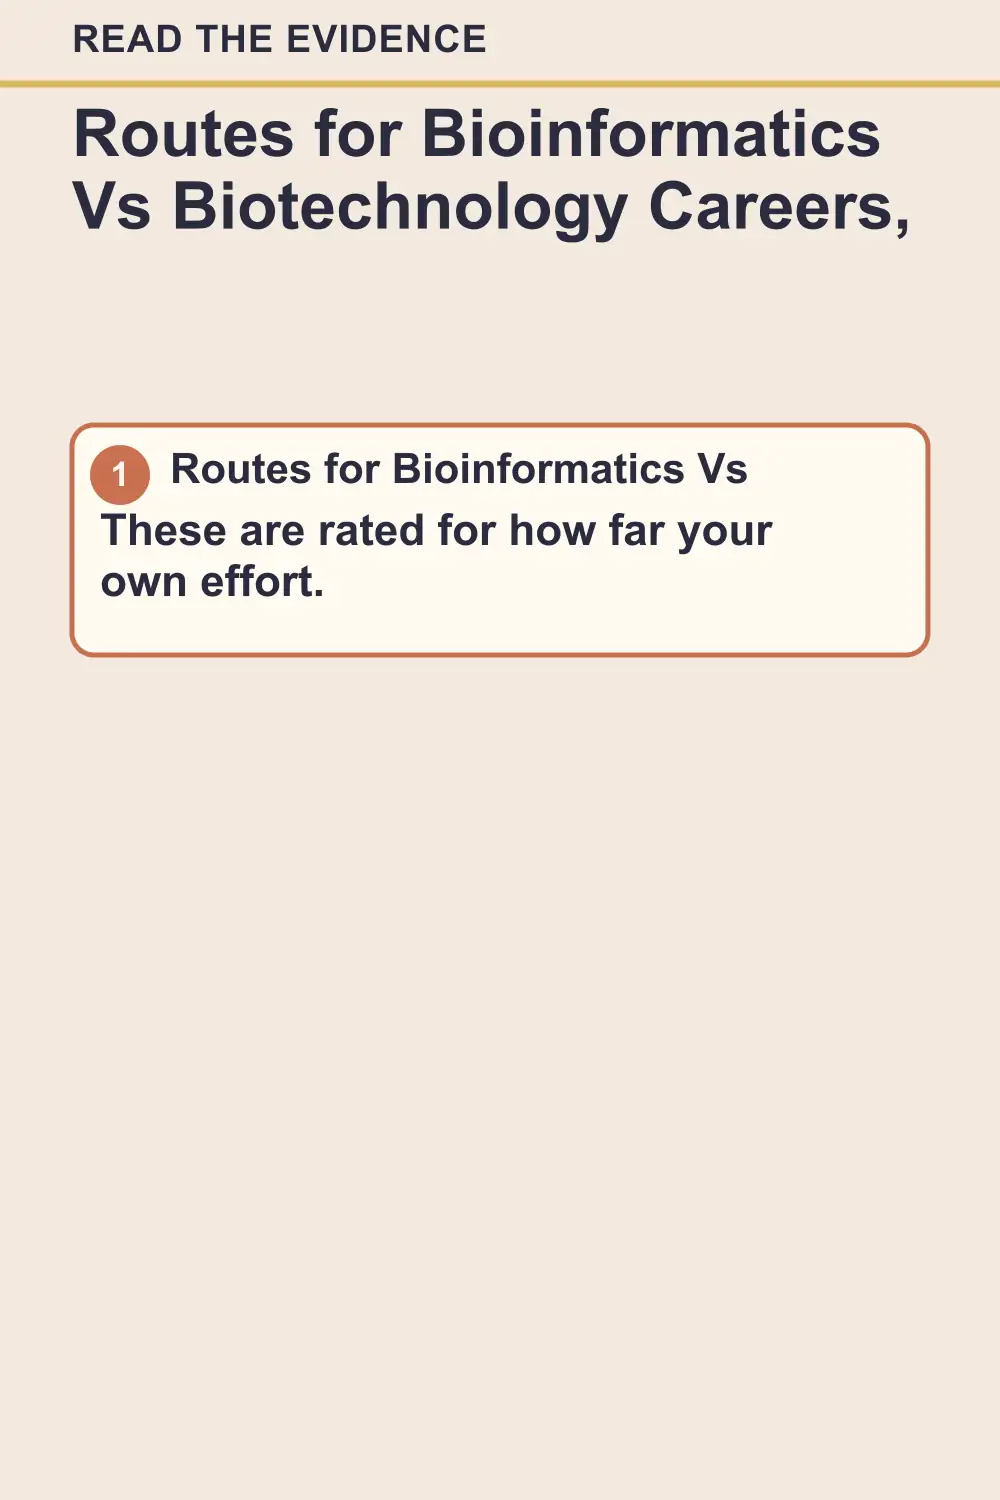 READ THE EVIDENCE
Routes for Bioinformatics
Vs Biotechnology Careers,
1 Routes for Bioinformatics Vs
These are rated for how far your
own effort.